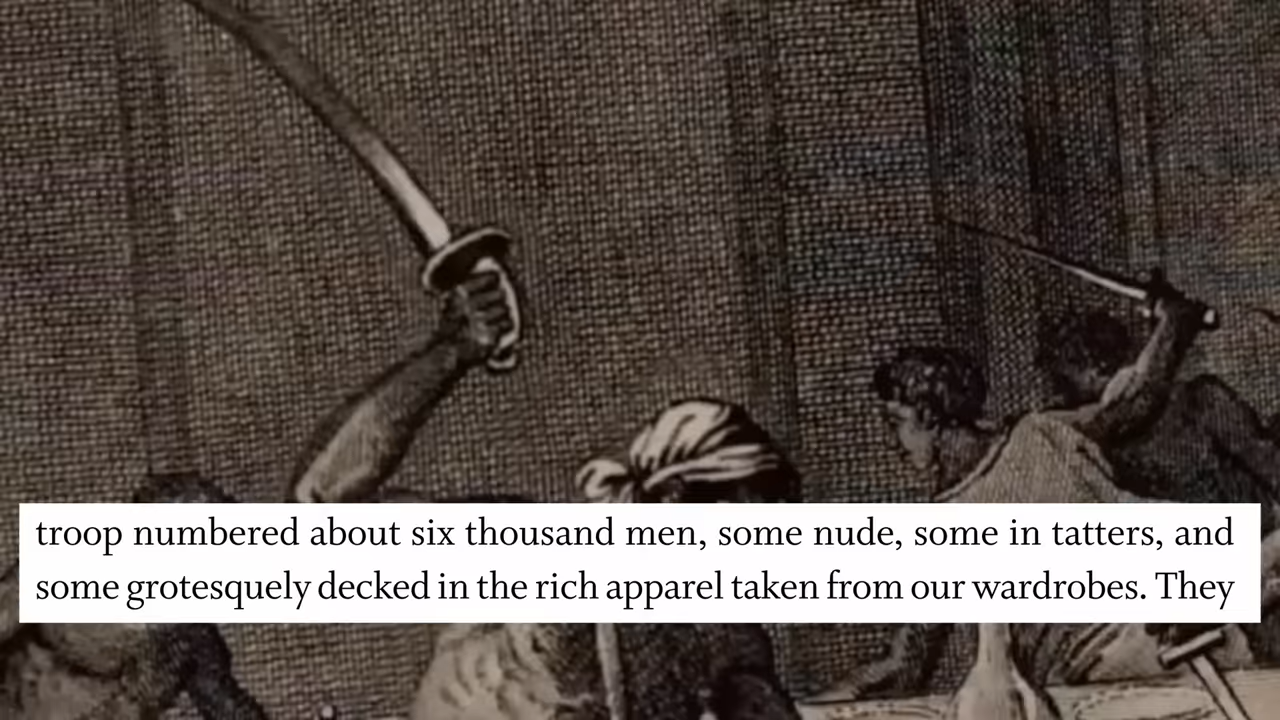 troop numbered about six thousand men, some nude, some in tatters, and
some grotesquely decked in the rich apparel taken from our wardrobes. They